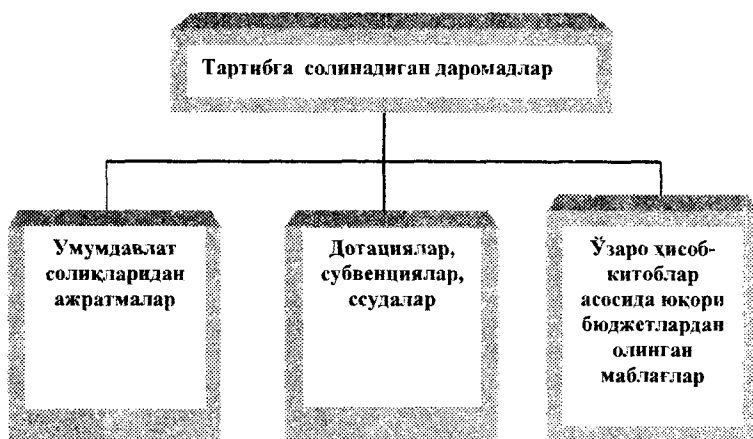 Тартибга солинадиган даромадлар
Умумдавлат
солиқларидан
ажратмалар
Дотациялар,
субвенциялар,
ссудалар
Ўзаро ҳисоб-
китоблар
асосида юқори
бюджетлардан
олинган
маблағлар